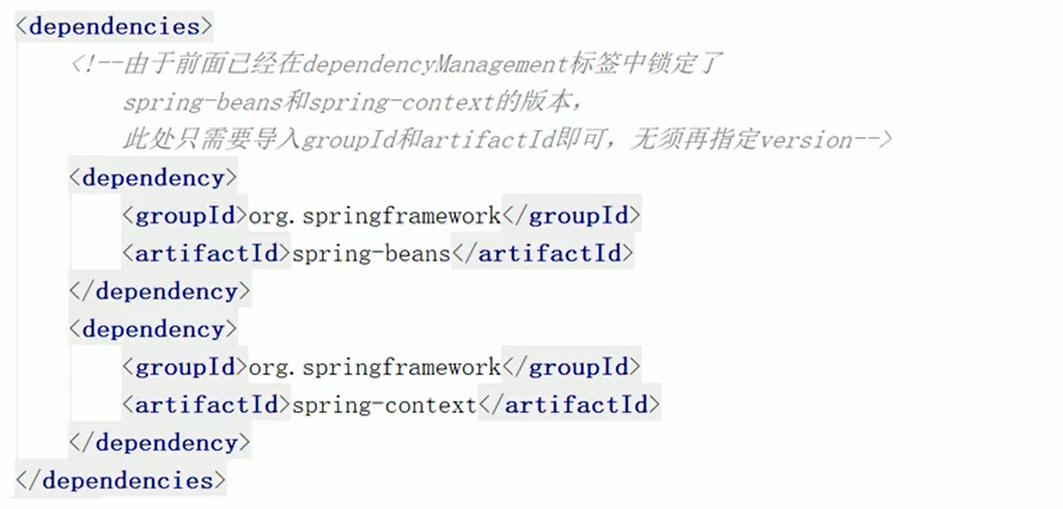 <dependencies>
<!--由于前面已经在dependencyManagement标签中锁定了
spring-beans和spring-context的版本，
此处只需要导入groupId和artifactId即可，无须再指定version-->
<dependency>
<groupId>org.springframework</groupId>
<artifactId>spring-beans</artifactId>
</dependency>
<dependency>
<groupId>org.springframework</groupId>
<artifactId>spring-context</artifactId>
</dependency>
</dependencies>